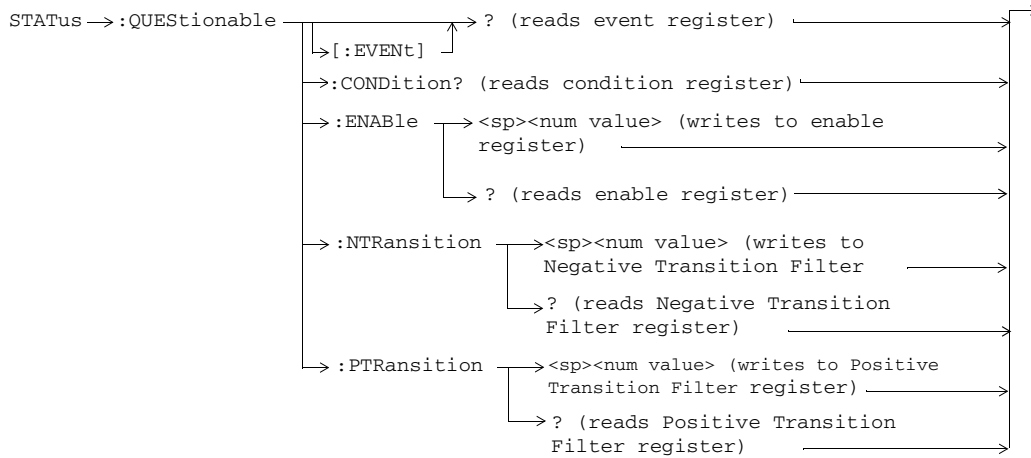 STATus :QUEStionable ? (reads event register)
[:EVENt]
:CONDition? (reads condition register)
:ENABle <sp><num value> (writes to enable
register)
? (reads enable register)
:NTRansition <sp><num value> (writes to
Negative Transition Filter
? (reads Negative Transition
Filter register)
:PTRansition <sp><num value> (writes to Positive
Transition Filter register)
? (reads Positive Transition
Filter register)